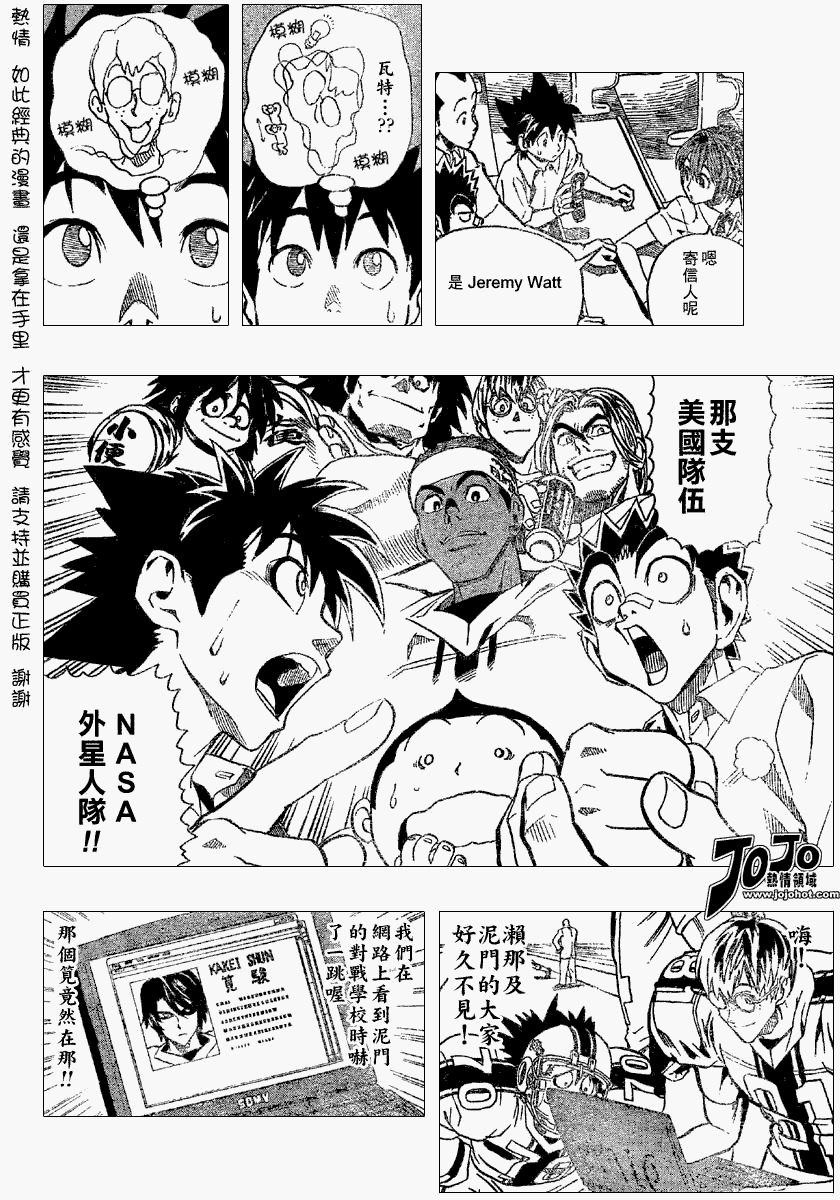 嗯
寄信人呢
是 Jeremy Watt
瓦特…??
模糊
模糊
模糊
模糊
模糊
那支
美國隊伍
小便
NASA
外星人隊!!
JOJO
熱情領域
www.jojohot.com
嗨!!
瀨那及
泥門的大家
好久不見!
我們在
網路上看到泥門
的對戰學校時嚇
了一跳喔
KAKEI SHUN
筧 駿
SOMY
那個筧竟然在那!!
熱情 如此經典的漫畫 還是拿在手里 才更有感覺 請支持並購買正版 謝謝